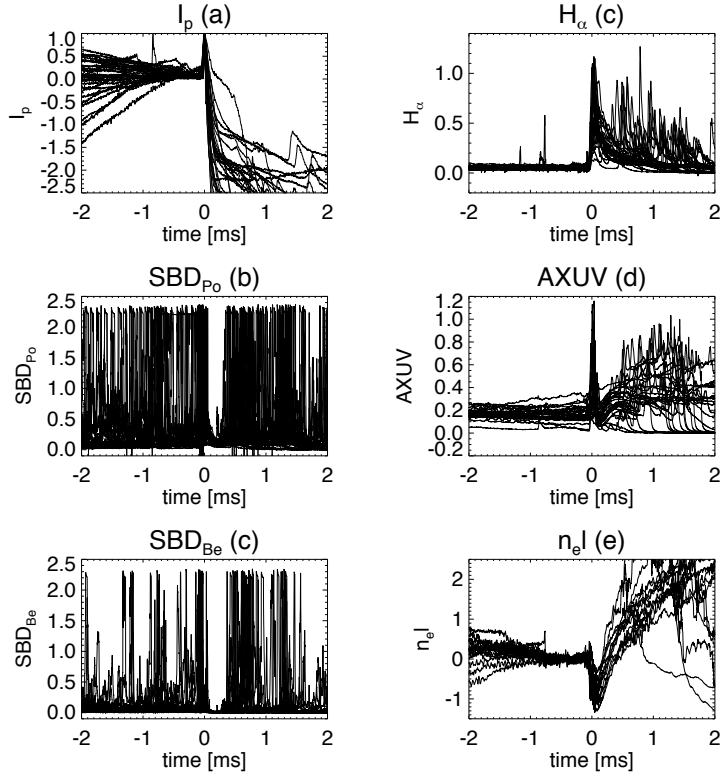 I_p (a)
1.0
0.5
0.0
-0.5
-1.0
-1.5
-2.0
-2.5
I_p
-2 -1 0 1 2
time [ms]
H_α (c)
1.0
0.5
0.0
H_α
-2 -1 0 1 2
time [ms]
SBD_Po (b)
2.5
2.0
1.5
1.0
0.5
0.0
SBD_Po
-2 -1 0 1 2
time [ms]
AXUV (d)
1.2
1.0
0.8
0.6
0.4
0.2
0.0
-0.2
AXUV
-2 -1 0 1 2
time [ms]
SBD_Be (c)
2.5
2.0
1.5
1.0
0.5
0.0
SBD_Be
-2 -1 0 1 2
time [ms]
n_el (e)
2
1
0
-1
n_el
-2 -1 0 1 2
time [ms]